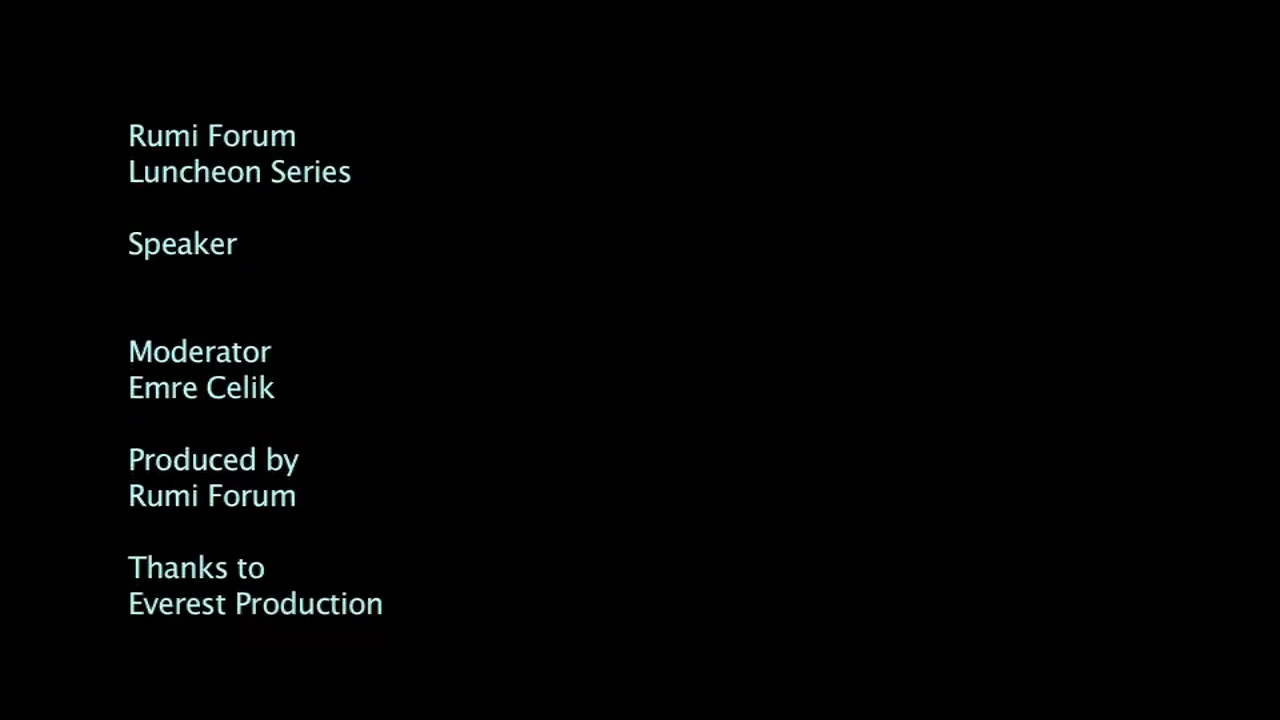 Rumi Forum
Luncheon Series
Speaker
Moderator
Emre Celik
Produced by
Rumi Forum
Thanks to
Everest Production